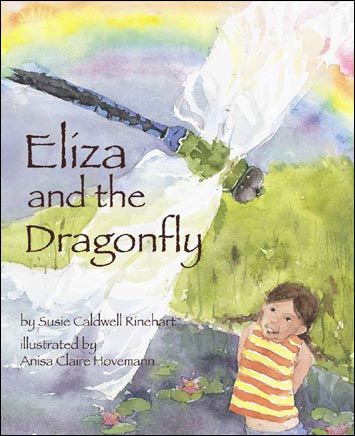 Eliza
and the
Dragonfly
by Susie Caldwell Rinehart
illustrated by
Anisa Claire Hovemann